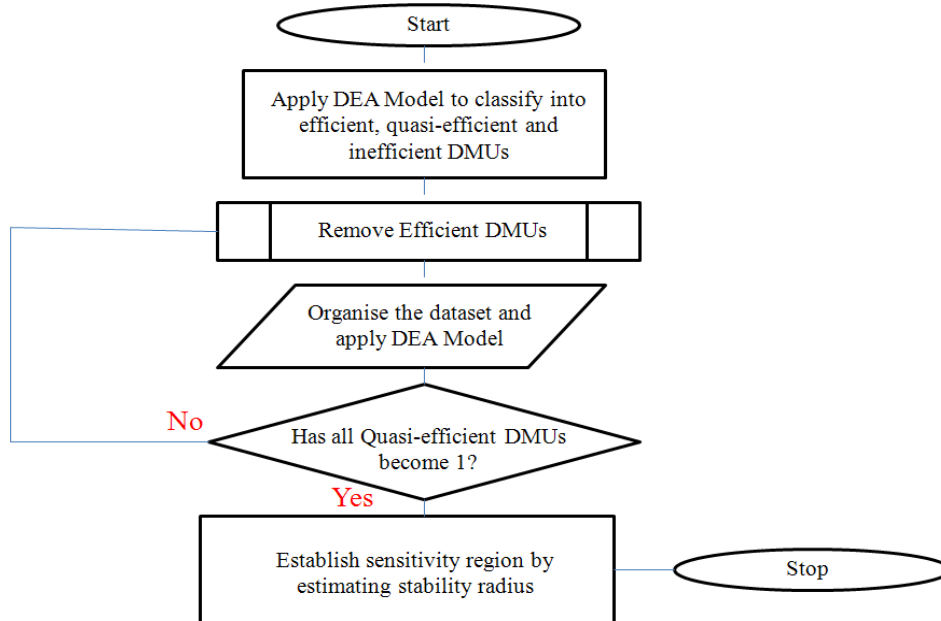 Start
Apply DEA Model to classify into
efficient, quasi-efficient and
inefficient DMUs
Remove Efficient DMUs
Organise the dataset and
apply DEA Model
No
Has all Quasi-efficient DMUs
become 1?
Yes
Establish sensitivity region by
estimating stability radius
Stop